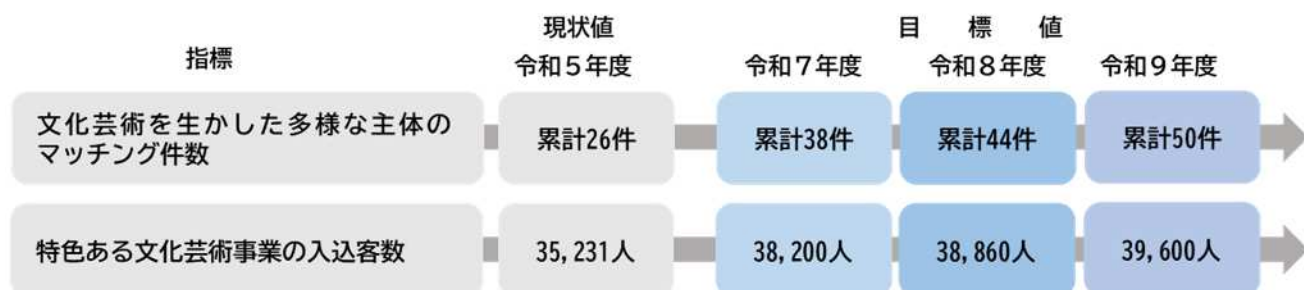 現状値
目標値
指標
令和5年度
令和7年度
令和8年度
令和9年度
文化芸術を生かした多様な主体の
マッチング件数
累計26件
累計38件
累計44件
累計50件
特色ある文化芸術事業の入込客数
35,231人
38,200人
38,860人
39,600人